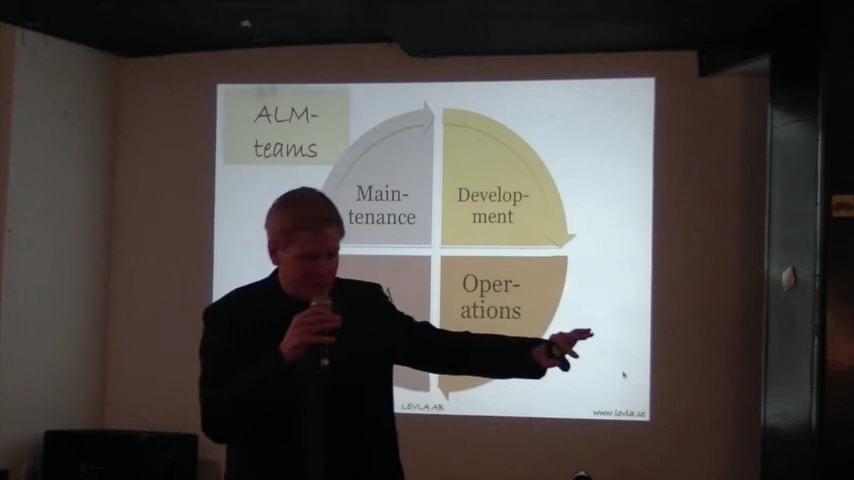 ALM-
teams
Main-
tenance
Develop-
ment
A
Oper-
ations
LEVLA AB
www.levla.se